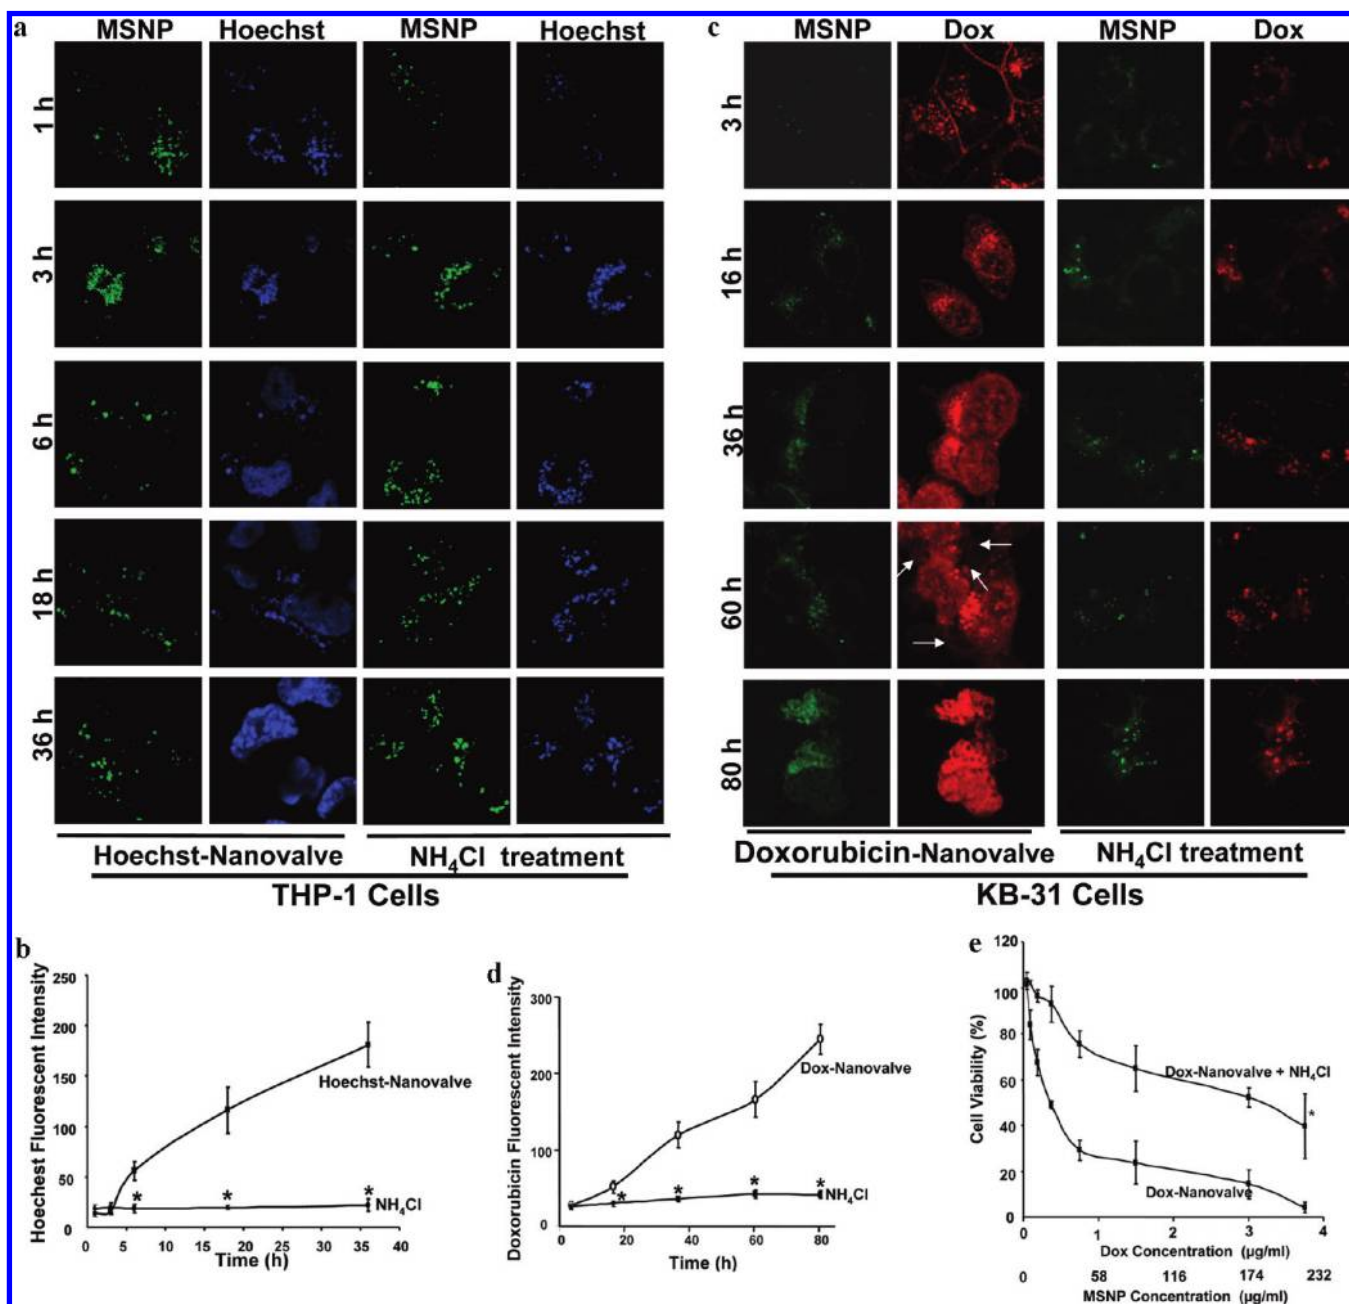 a
MSNP Hoechst MSNP Hoechst
1 h
3 h
6 h
18 h
36 h
Hoechst-Nanovalve NH4Cl treatment
THP-1 Cells
c
MSNP Dox MSNP Dox
3 h
16 h
36 h
60 h
80 h
Doxorubicin-Nanovalve NH4Cl treatment
KB-31 Cells
b
Hoechest Fluorescent Intensity
250
200
150
100
50
0
Hoechst-Nanovalve
* * *
NH4Cl
0 5 10 15 20 25 30 35 40
Time (h)
d
Doxorubicin Fluorescent Intensity
300
200
100
0
Dox-Nanovalve
* * * *
NH4Cl
0 20 40 60 80
Time (h)
e
Cell Viability (%)
120
100
80
60
40
20
0
Dox-Nanovalve + NH4Cl
*
Dox-Nanovalve
0 1 2 3 4
Dox Concentration (µg/ml)
0 58 116 174 232
MSNP Concentration (µg/ml)